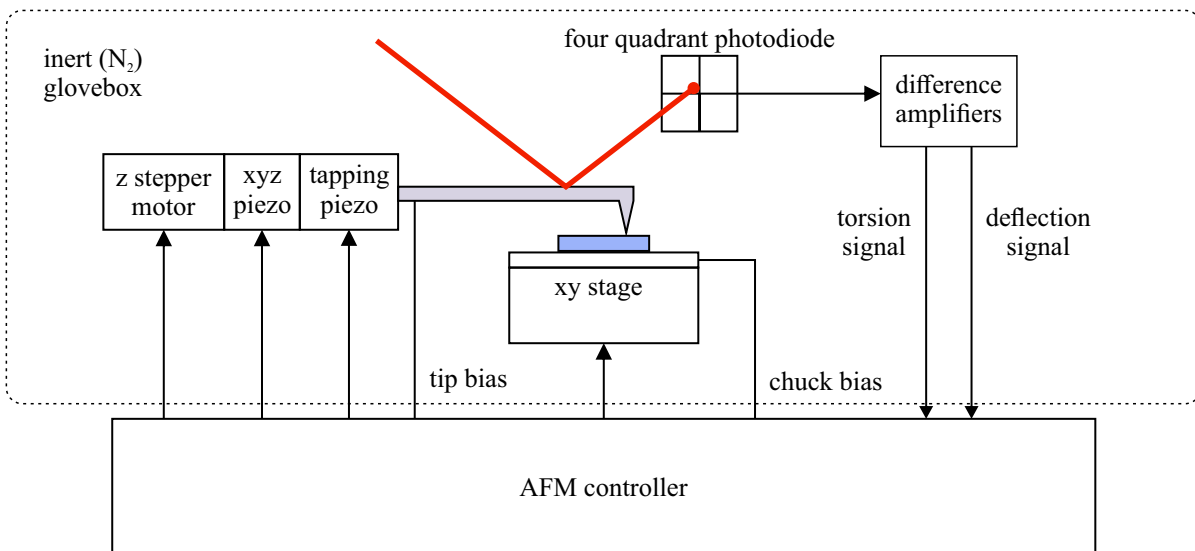 inert (N₂)
glovebox
four quadrant photodiode
difference
amplifiers
z stepper
motor
xyz
piezo
tapping
piezo
torsion
signal
deflection
signal
xy stage
tip bias
chuck bias
AFM controller